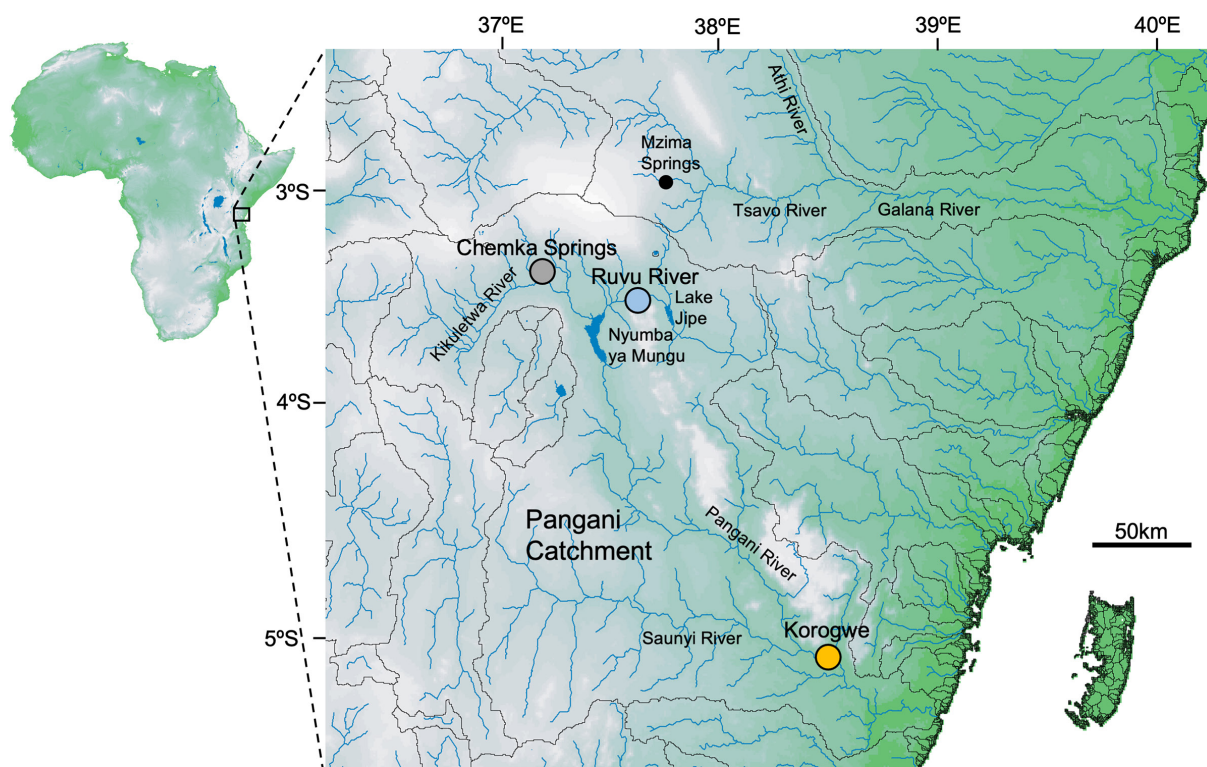 37ºE
38ºE
39ºE
40ºE
Athi River
Mzima
Springs
3ºS
Tsavo River
Galana River
Chemka Springs
Ruvu River
Kikuletwa River
Lake
Jipe
Nyumba
ya Mungu
4ºS
Pangani
Catchment
Pangani River
50km
5ºS
Saunyi River
Korogwe